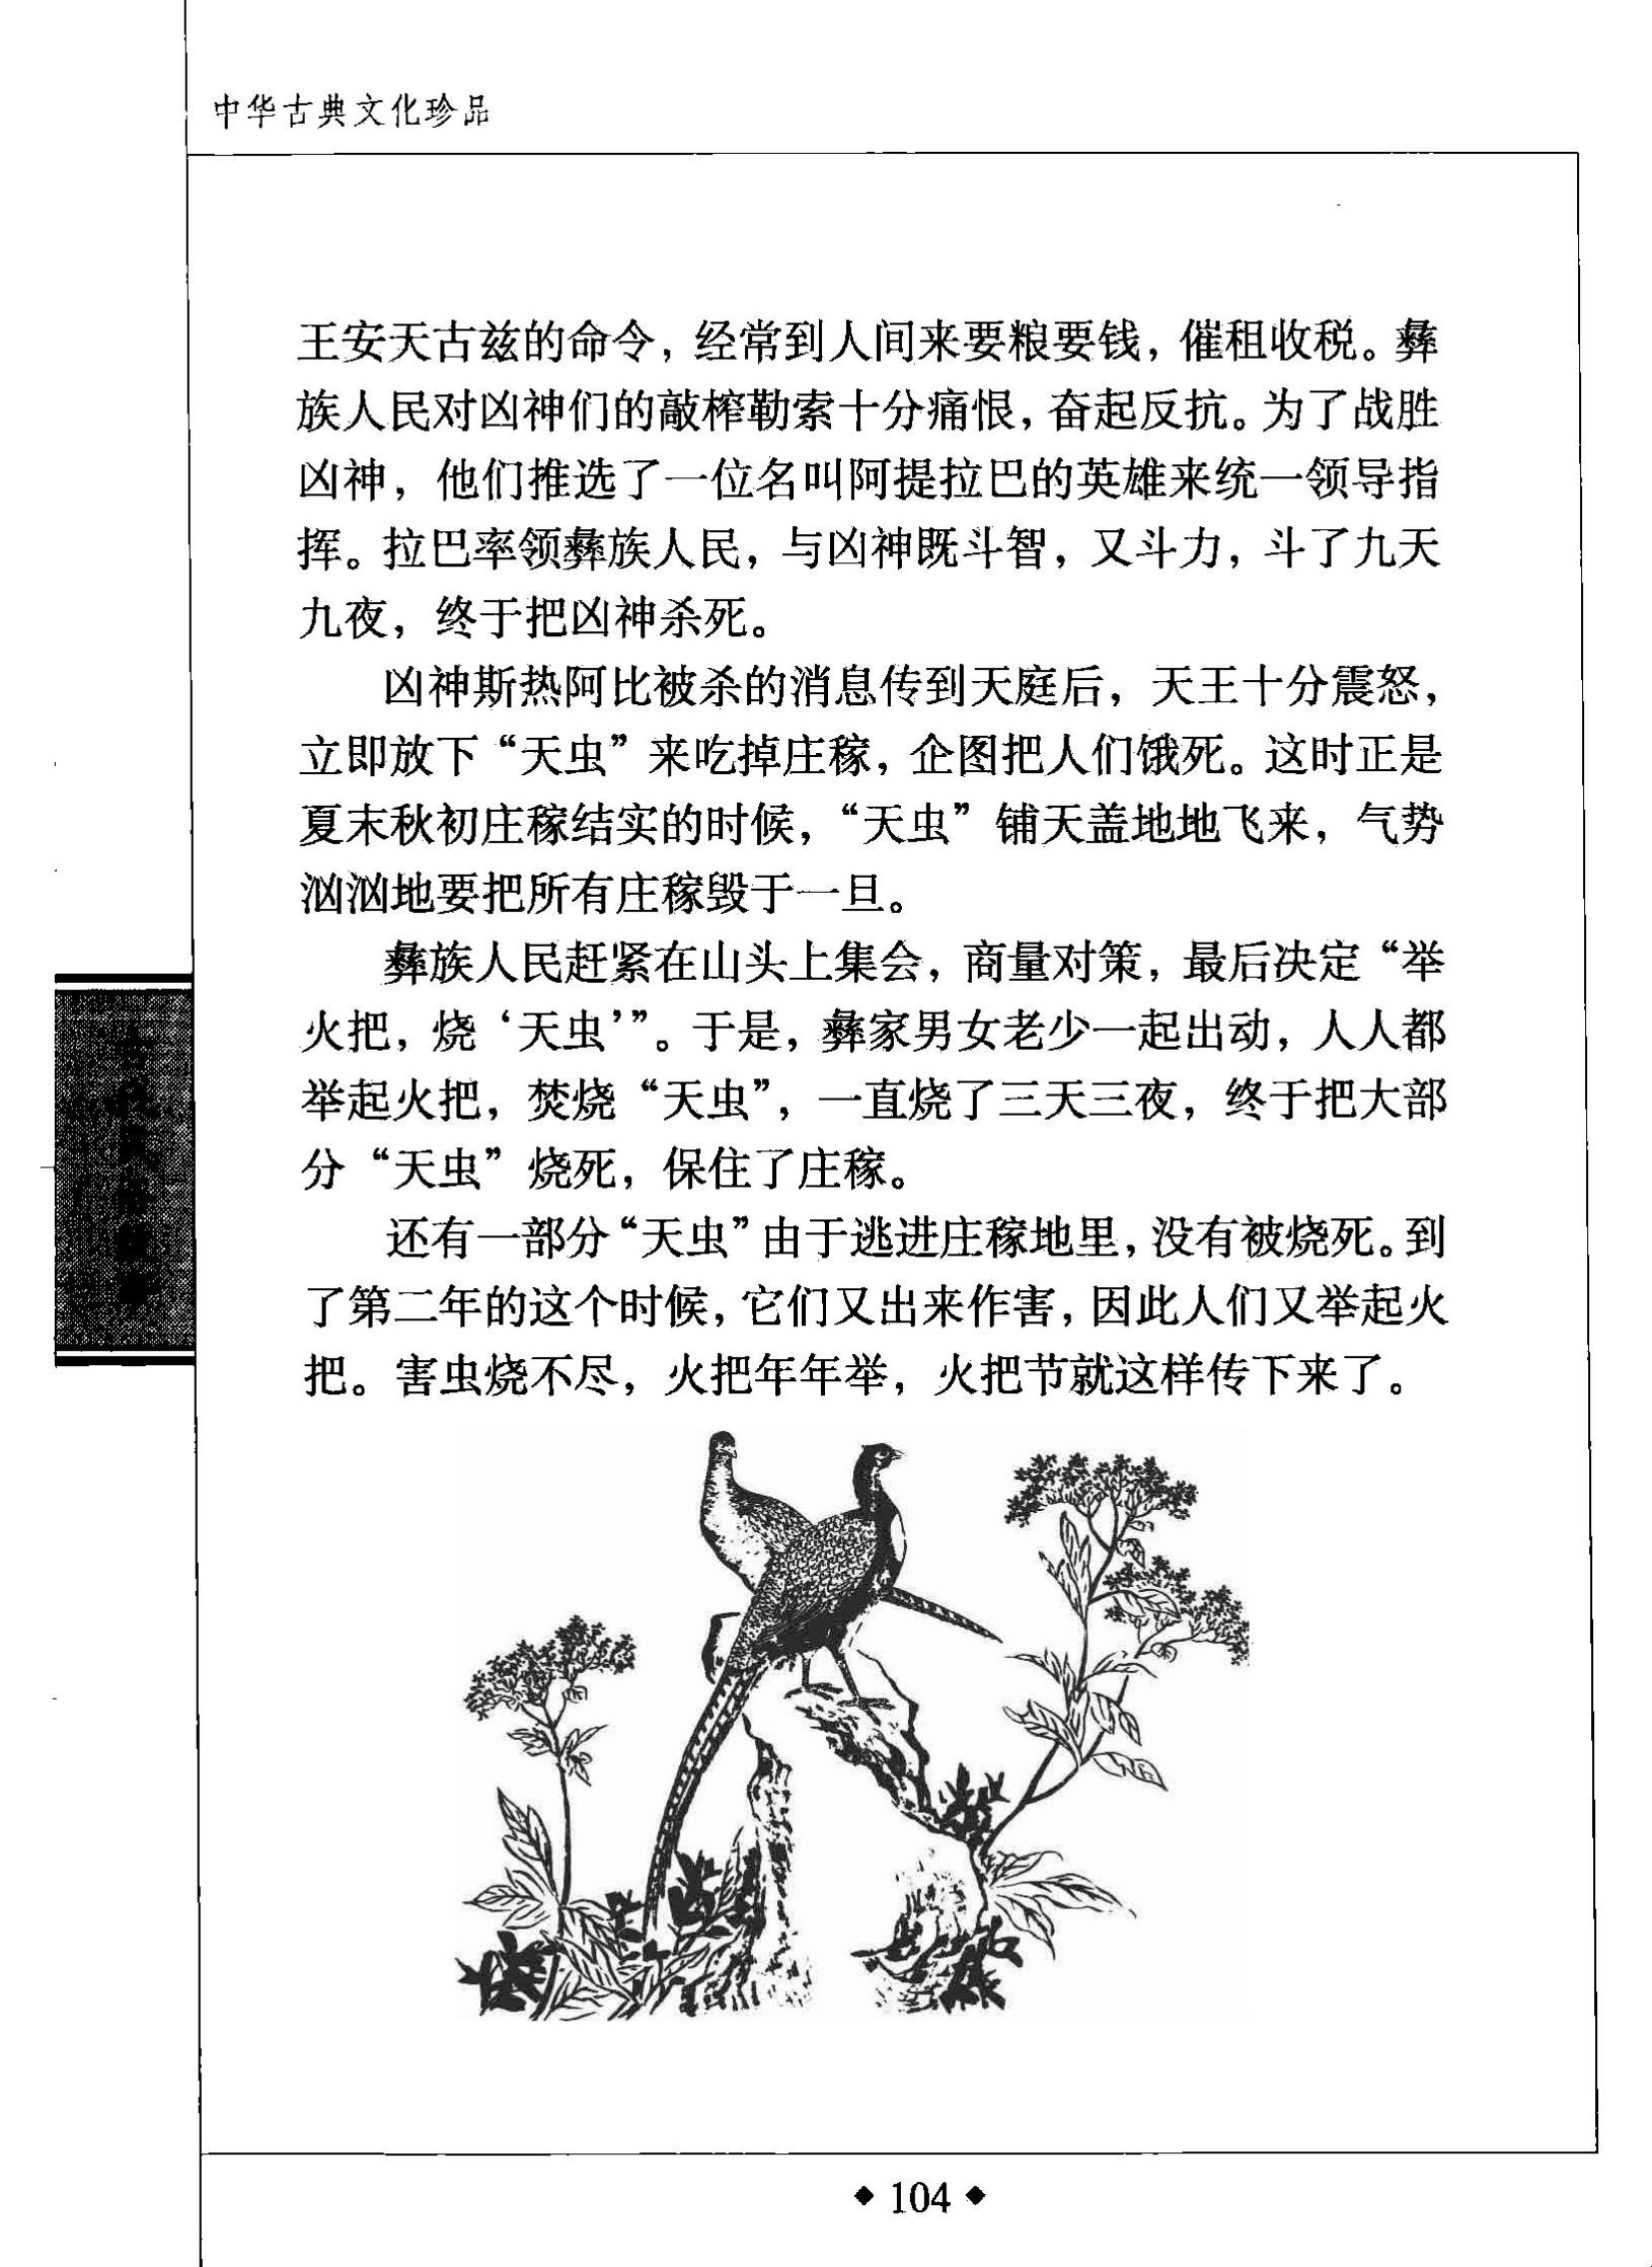 中华古典文化珍品
王安天古兹的命令，经常到人间来要粮要钱，催租收税。彝
族人民对凶神们的敲榨勒索十分痛恨，奋起反抗。为了战胜
凶神，他们推选了一位名叫阿提拉巴的英雄来统一领导指
挥。拉巴率领彝族人民，与凶神既斗智，又斗力，斗了九天
九夜，终于把凶神杀死。
凶神斯热阿比被杀的消息传到天庭后，天王十分震怒，
立即放下“天虫”来吃掉庄稼，企图把人们饿死。这时正是
夏末秋初庄稼结实的时候，“天虫”铺天盖地地飞来，气势
汹汹地要把所有庄稼毁于一旦。
彝族人民赶紧在山头上集会，商量对策，最后决定“举
火把，烧‘天虫’”。于是，彝家男女老少一起出动，人人都
举起火把，焚烧“天虫”，一直烧了三天三夜，终于把大部
分“天虫”烧死，保住了庄稼。
还有一部分“天虫”由于逃进庄稼地里，没有被烧死。到
了第二年的这个时候，它们又出来作害，因此人们又举起火
把。害虫烧不尽，火把年年举，火把节就这样传下来了。
◆ 104 ◆